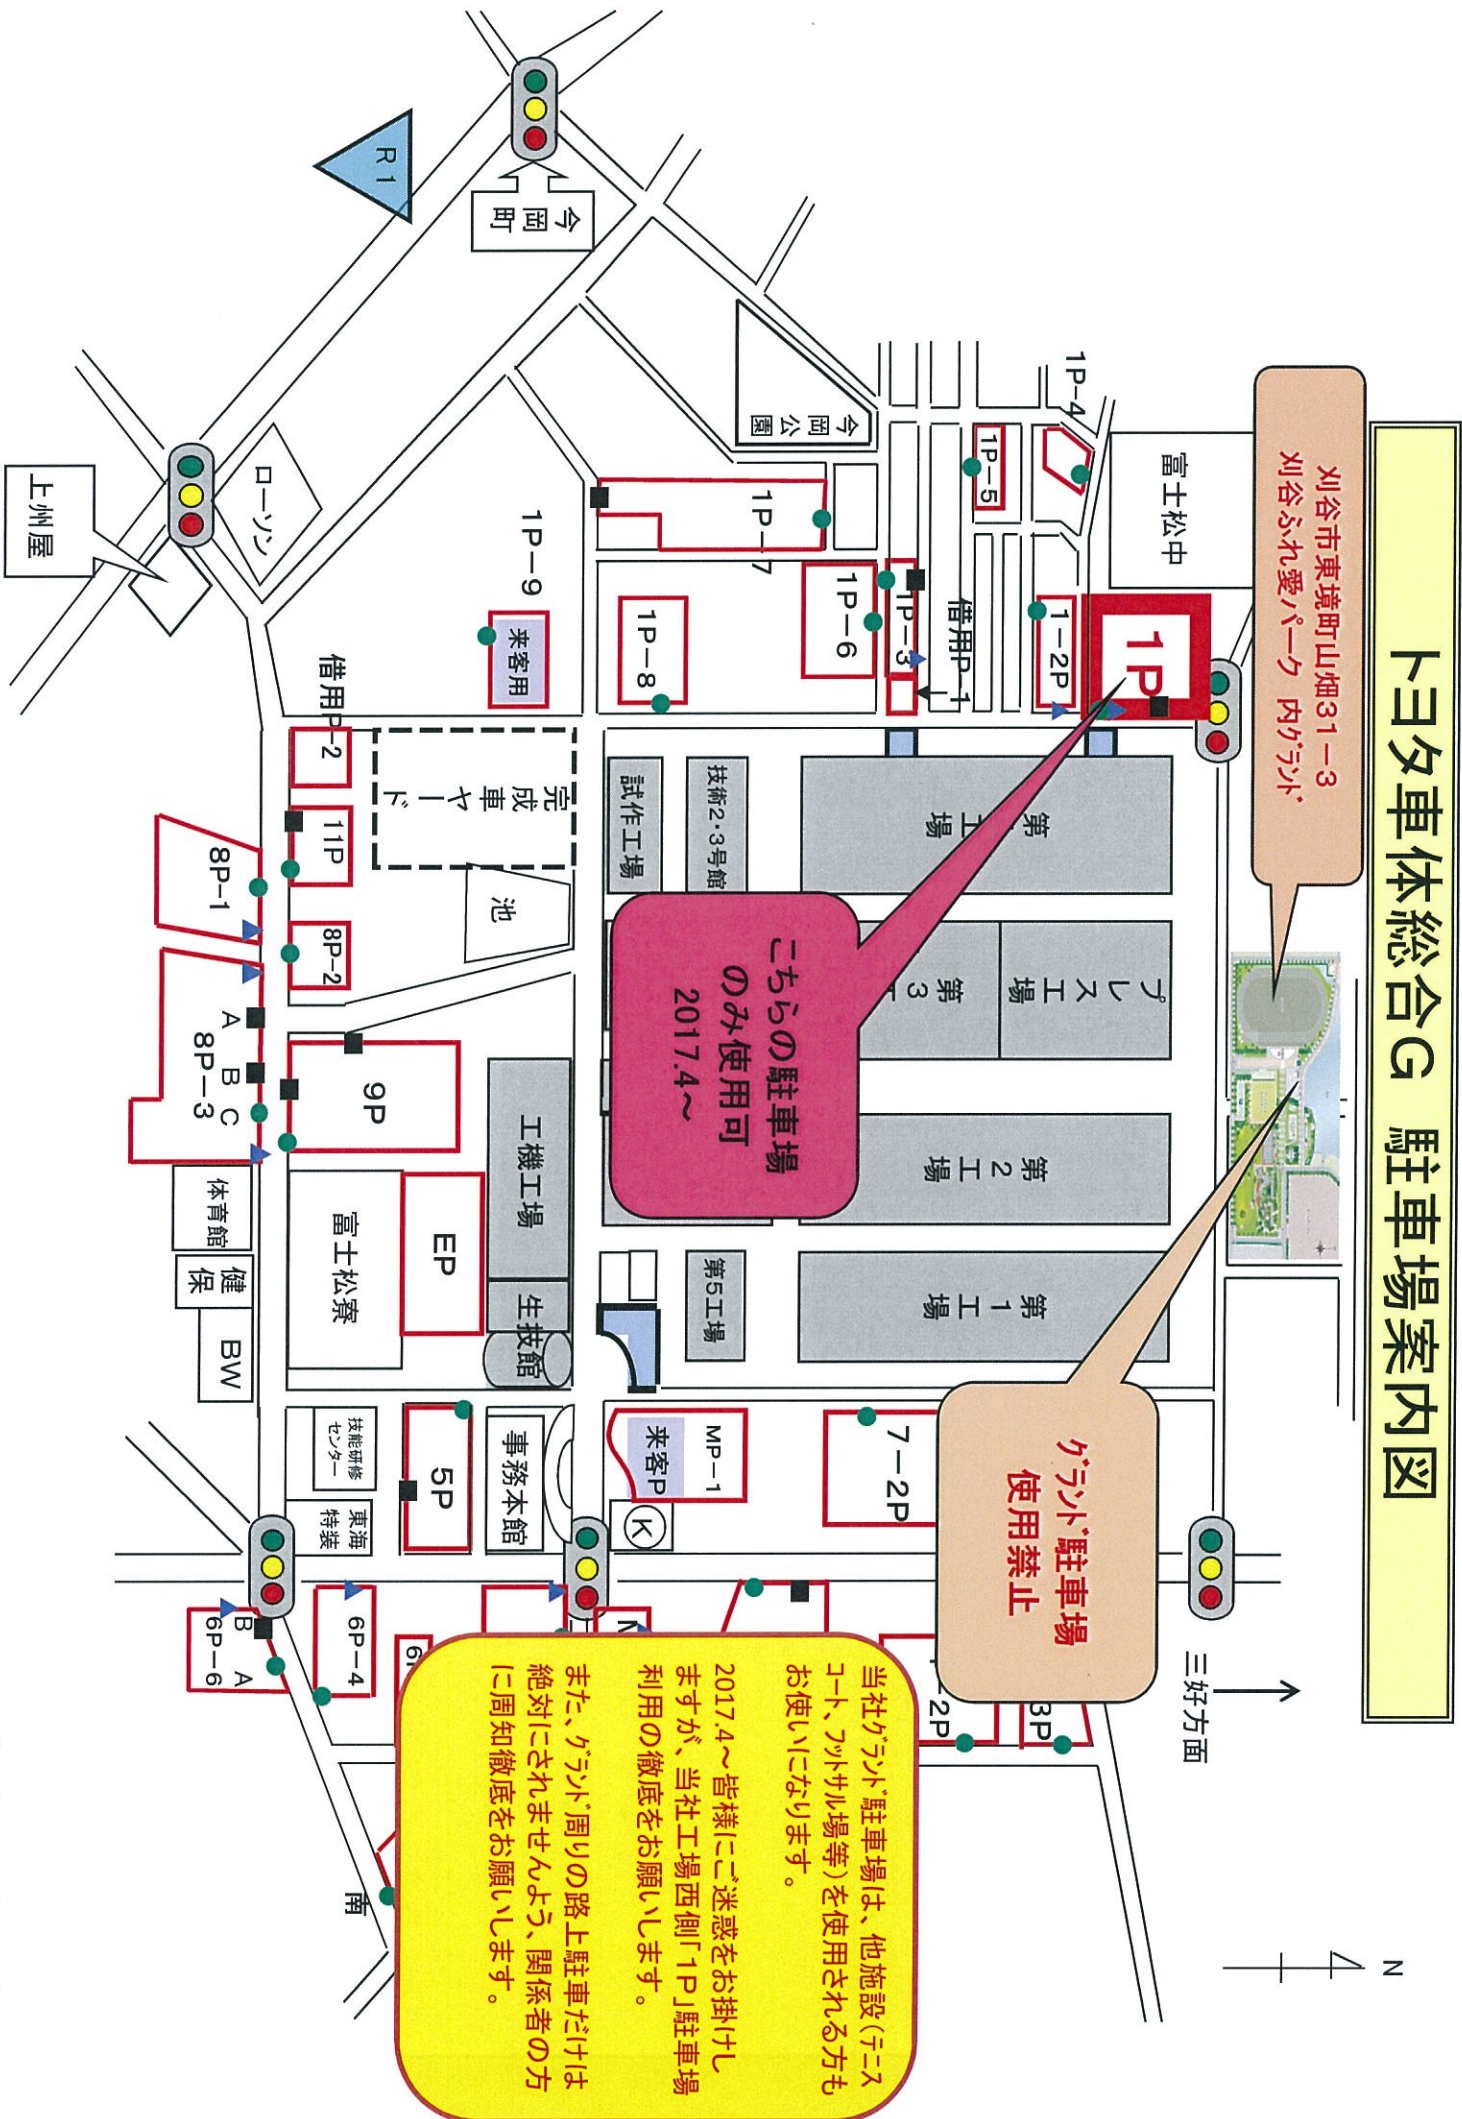 トヨタ車体総合G 駐車場案内図
刈谷市東境町山畑31－3
刈谷ふれ愛パーク 内グランド
N
三好方面
富士松中
1P-4
1P-5
1P
1－2P
借用P-1
1P-3
1P-6
1P-7
1P-8
1P-9
来客用
今岡公園
今岡町
R1
ローソン
上州屋
プレス工場
第3
第2工場
第1工場
技術2・3号館
試作工場
第5工場
完成車ヤード
池
借用P-2
11P
8P-2
8P-1
8P-3
A
B
C
9P
工機工場
生技館
EP
富士松寮
体育館
健保
BW
こちらの駐車場
のみ使用可
2017.4～
グランド駐車場
使用禁止
7-2P
MP-1
来客P
K
事務本館
5P
技能研修
センター
東海
特装
6P-4
6P-6
B
A
2P
3P
南
当社グランド駐車場は、他施設(テニス
コート、フットサル場等)を使用される方も
お使いになります。
2017.4～皆様にご迷惑をお掛けし
ますが、当社工場西側「1P」駐車場
利用の徹底をお願いします。
また、グランド周りの路上駐車だけは
絶対にされませんよう、関係者の方
に周知徹底をお願いします。